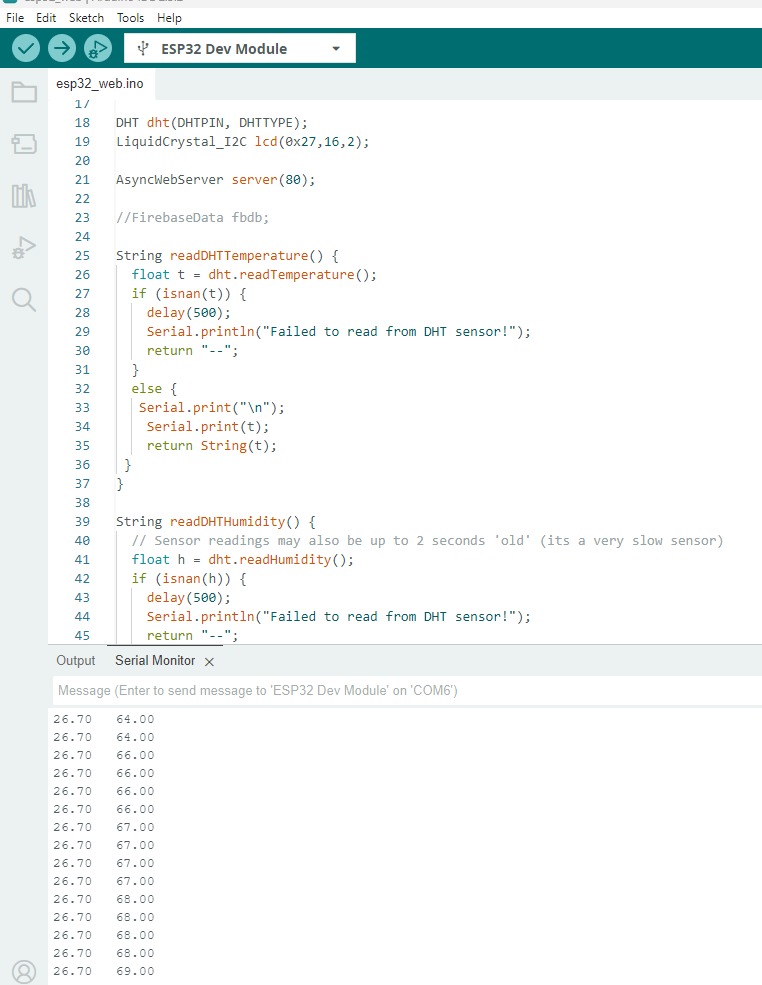 File Edit Sketch Tools Help
ESP32 Dev Module
esp32_web.ino
17
18 DHT dht(DHTPIN, DHTTYPE);
19 LiquidCrystal_I2C lcd(0x27,16,2);
20
21 AsyncWebServer server(80);
22
23 //FirebaseData fbdb;
24
25 String readDHTTemperature() {
26 float t = dht.readTemperature();
27 if (isnan(t)) {
28 delay(500);
29 Serial.println("Failed to read from DHT sensor!");
30 return "--";
31 }
32 else {
33 Serial.print("\n");
34 Serial.print(t);
35 return String(t);
36 }
37 }
38
39 String readDHTHumidity() {
40 // Sensor readings may also be up to 2 seconds 'old' (its a very slow sensor)
41 float h = dht.readHumidity();
42 if (isnan(h)) {
43 delay(500);
44 Serial.println("Failed to read from DHT sensor!");
45 return "--";
Output Serial Monitor
Message (Enter to send message to 'ESP32 Dev Module' on 'COM6')
26.70 64.00
26.70 64.00
26.70 66.00
26.70 66.00
26.70 66.00
26.70 66.00
26.70 67.00
26.70 67.00
26.70 67.00
26.70 67.00
26.70 68.00
26.70 68.00
26.70 68.00
26.70 68.00
26.70 69.00